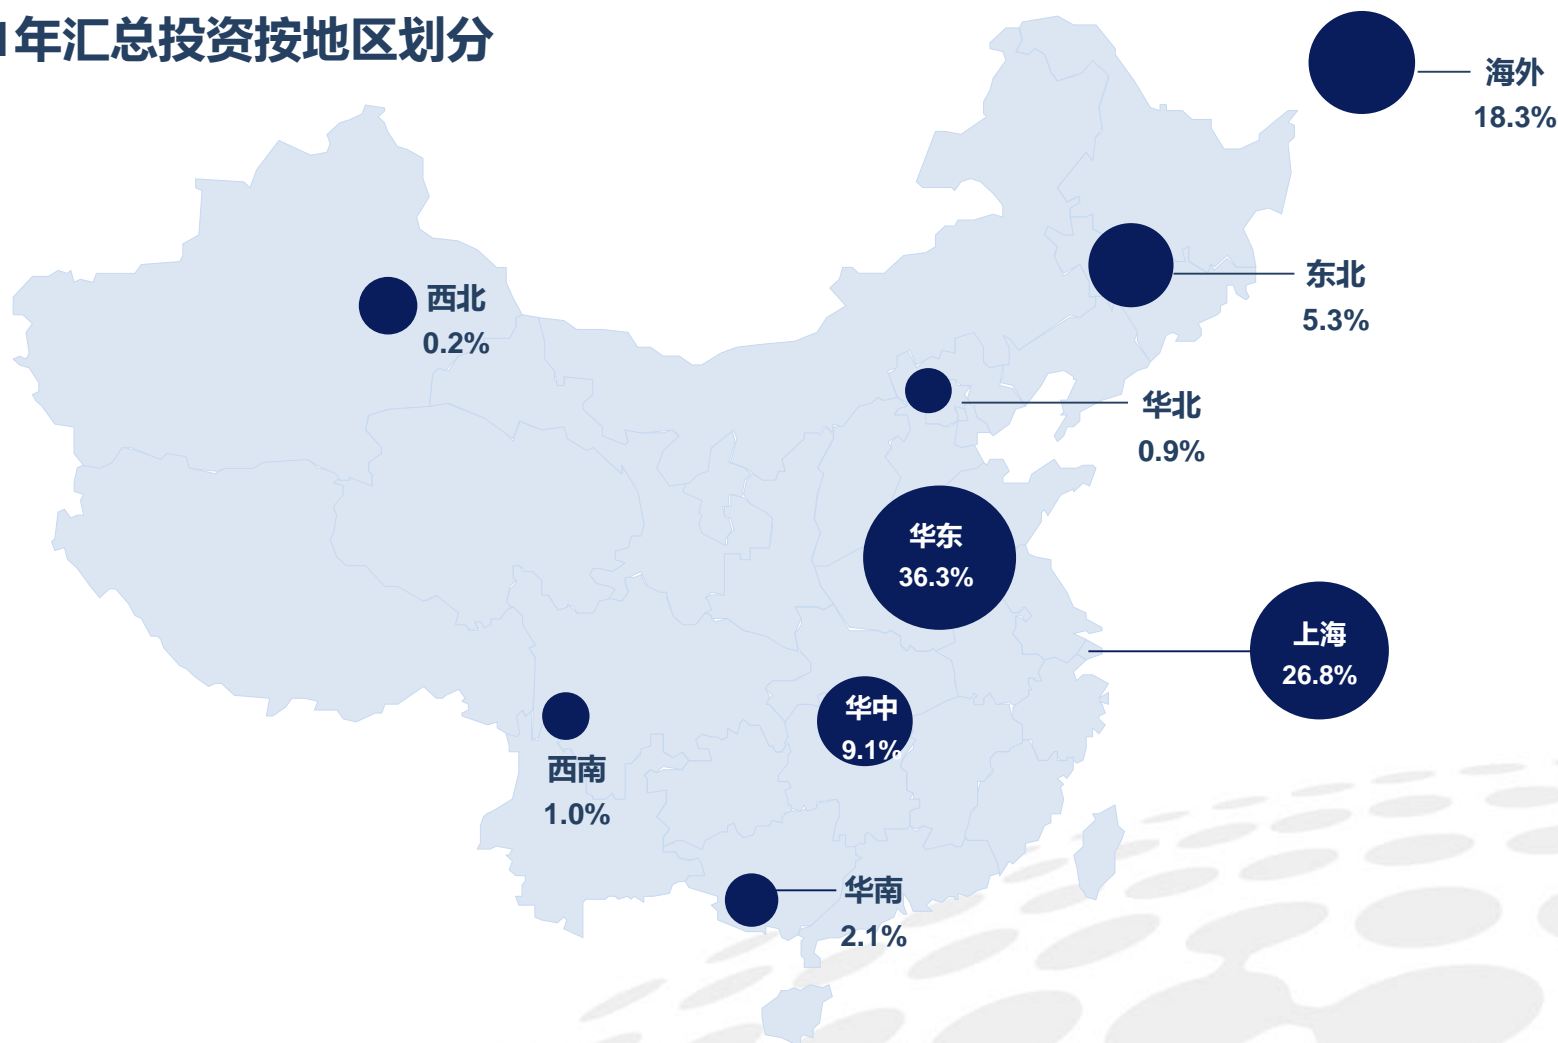 1年汇总投资按地区划分
海外
18.3%
东北
5.3%
西北
0.2%
华北
0.9%
华东
36.3%
上海
26.8%
华中
9.1%
西南
1.0%
华南
2.1%